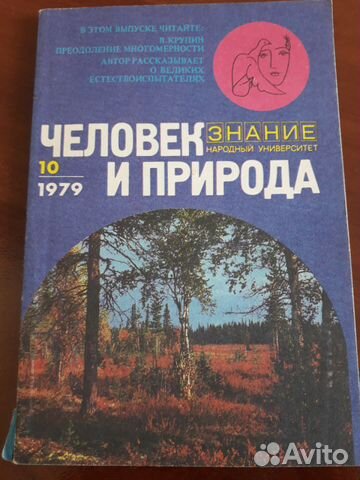 В ЭТОМ ВЫПУСКЕ ЧИТАЙТЕ:
В. КРУПИН
ПРЕОДОЛЕНИЕ МНОГОМЕРНОСТИ
АВТОР РАССКАЗЫВАЕТ
О ВЕЛИКИХ
ЕСТЕСТВОИСПЫТАТЕЛЯХ
ЧЕЛОВЕК
ЗНАНИЕ
НАРОДНЫЙ УНИВЕРСИТЕТ
10
1979
И ПРИРОДА
Avito